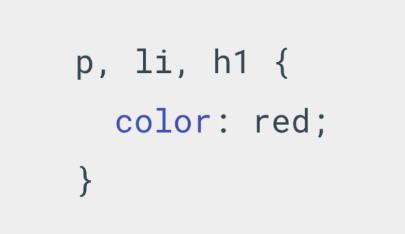 p, li, h1 {
  color: red;
}